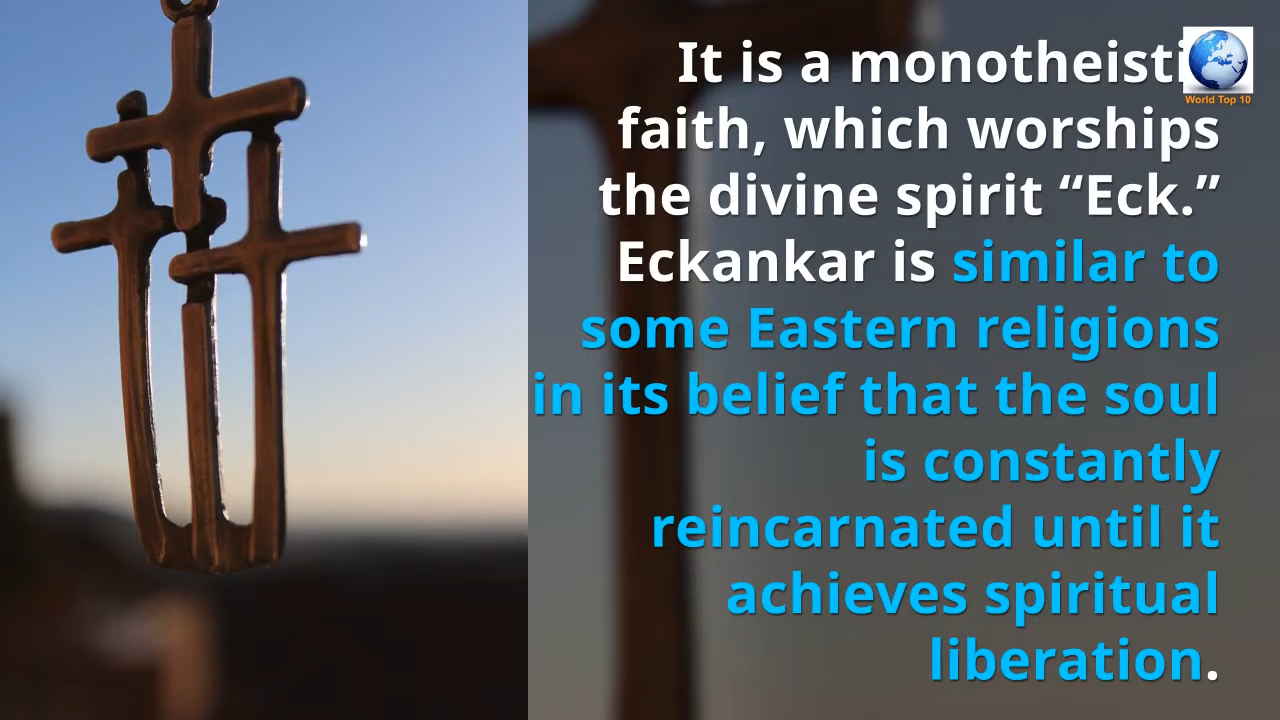 It is a monotheisti
faith, which worships
the divine spirit “Eck.”
Eckankar is similar to
some Eastern religions
in its belief that the soul
is constantly
reincarnated until it
achieves spiritual
liberation.
World Top 10